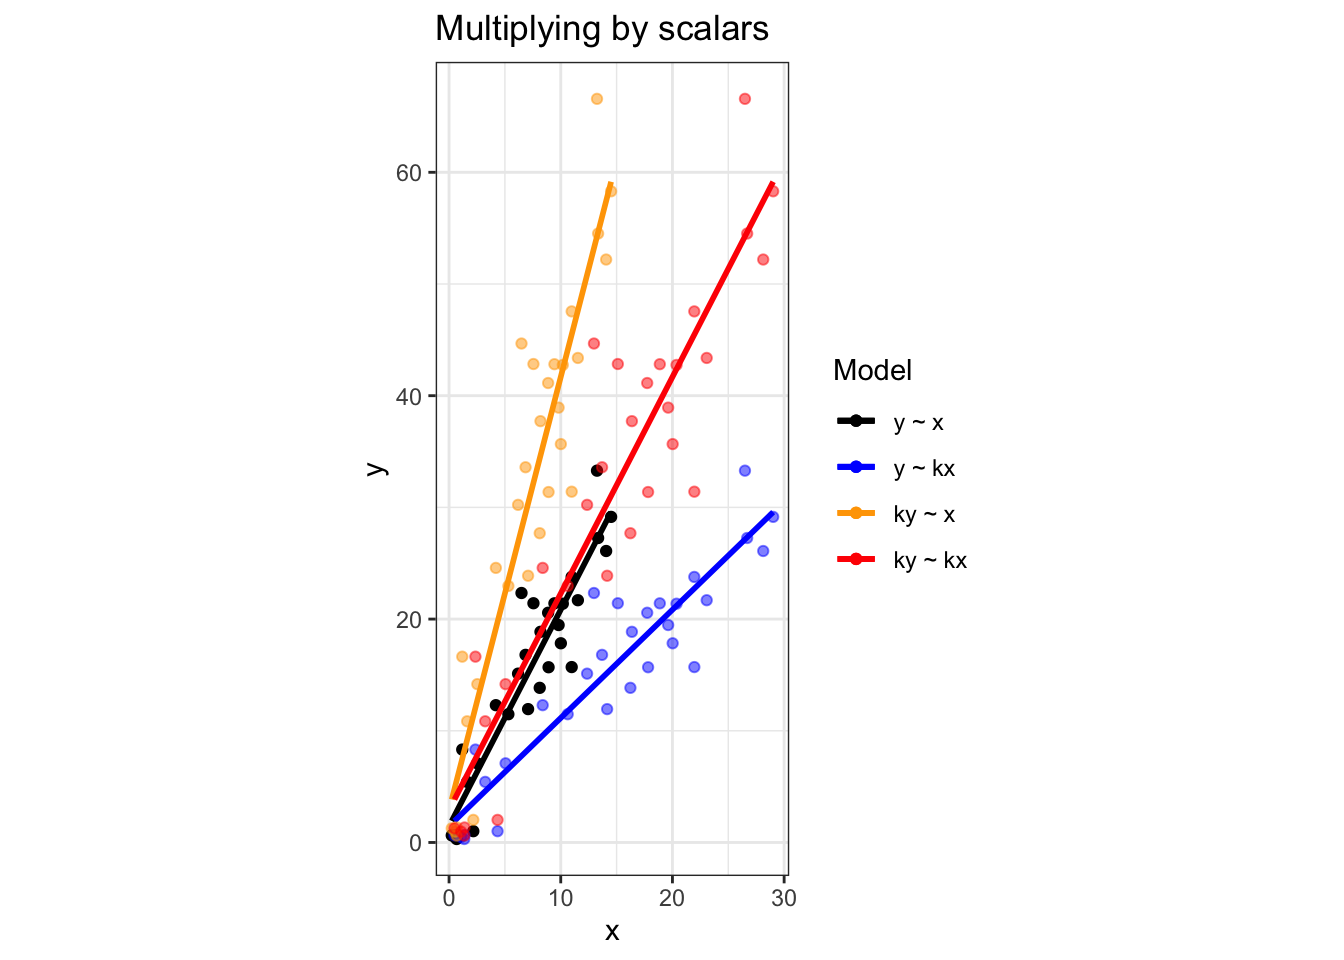 Multiplying by scalars
60
40
20
0
y
0 10 20 30
x
Model
y ~ x
y ~ kx
ky ~ x
ky ~ kx